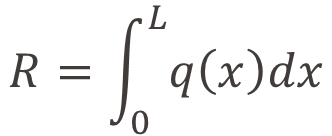 R = ∫₀ᴸ q(x)dx